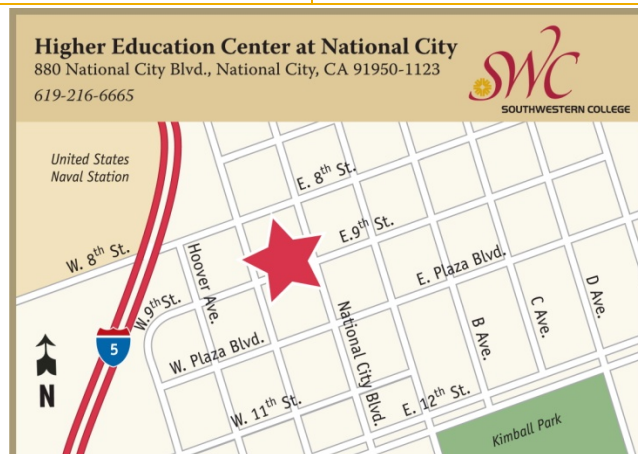 Higher Education Center at National City
880 National City Blvd., National City, CA 91950-1123
619-216-6665
SWC
SOUTHWESTERN COLLEGE
United States
Naval Station
E. 8th St.
W. 8th St.
Hoover Ave.
E.9th St.
W.9th St.
E. Plaza Blvd.
W. Plaza Blvd.
National City Blvd.
B Ave.
C Ave.
D Ave.
5
N
W. 11th St.
E. 12th St.
Kimball Park